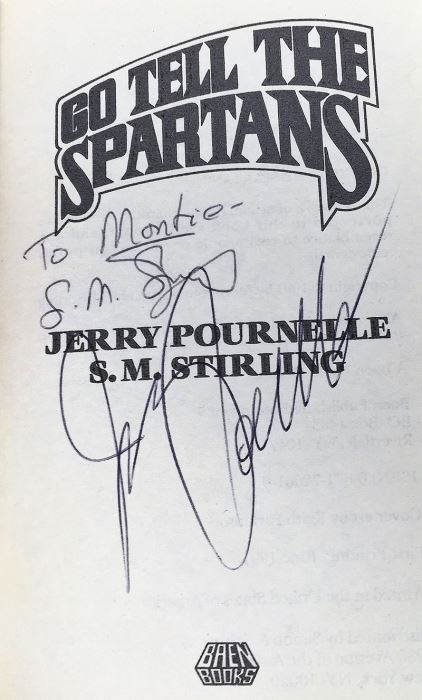 GO TELL THE
SPARTANS
To Montie-
S.M. Stirling
JERRY POURNELLE
S.M. STIRLING
BAEN
BOOKS